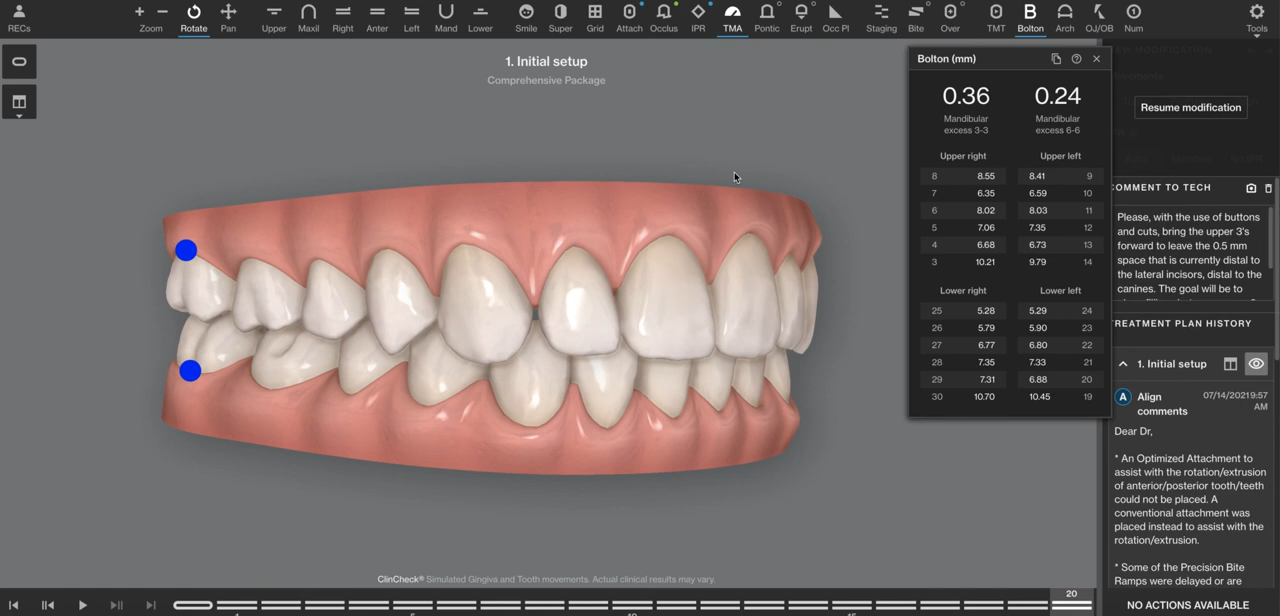 RECs
Zoom
Rotate
Pan
Upper
Maxil
Right
Anter
Left
Mand
Lower
Smile
Super
Grid
Attach
Occlus
IPR
TMA
Pontic
Erupt
Occ Pl
Staging
Bite
Over
TMT
Bolton
Arch
OJ/OB
Num
Tools
1. Initial setup
Comprehensive Package
Bolton (mm)
0.36 0.24
Mandibular Mandibular
excess 3-3 excess 6-6
Upper right Upper left
8 8.55 8.41 9
7 6.35 6.59 10
6 8.02 8.03 11
5 7.06 7.35 12
4 6.68 6.73 13
3 10.21 9.79 14
Lower right Lower left
25 5.28 5.29 24
26 5.79 5.90 23
27 6.77 6.80 22
28 7.35 7.33 21
29 7.31 6.88 20
30 10.70 10.45 19
Resume modification
COMMENT TO TECH
Please, with the use of buttons
and cuts, bring the upper 3's
forward to leave the 0.5 mm
space that is currently distal to
the lateral incisors, distal to the
canines. The goal will be to
TREATMENT PLAN HISTORY
1. Initial setup
A Align
comments
07/14/2021 9:57
AM
Dear Dr,
* An Optimized Attachment to
assist with the rotation/extrusion
of anterior/posterior tooth/teeth
could not be placed. A
conventional attachment was
placed instead to assist with the
rotation/extrusion.
* Some of the Precision Bite
Ramps were delayed or are
NO ACTIONS AVAILABLE
ClinCheck® Simulated Gingiva and Tooth movements. Actual clinical results may vary.
20